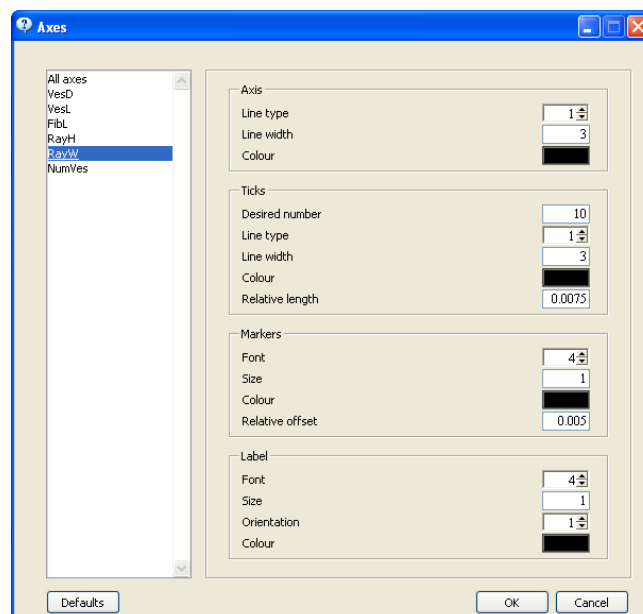 Axes
All axes
VesD
VesL
FibL
RayH
RayW
NumVes
Axis
Line type 1
Line width 3
Colour
Ticks
Desired number 10
Line type 1
Line width 3
Colour
Relative length 0.0075
Markers
Font 4
Size 1
Colour
Relative offset 0.005
Label
Font 4
Size 1
Orientation 1
Colour
Defaults OK Cancel